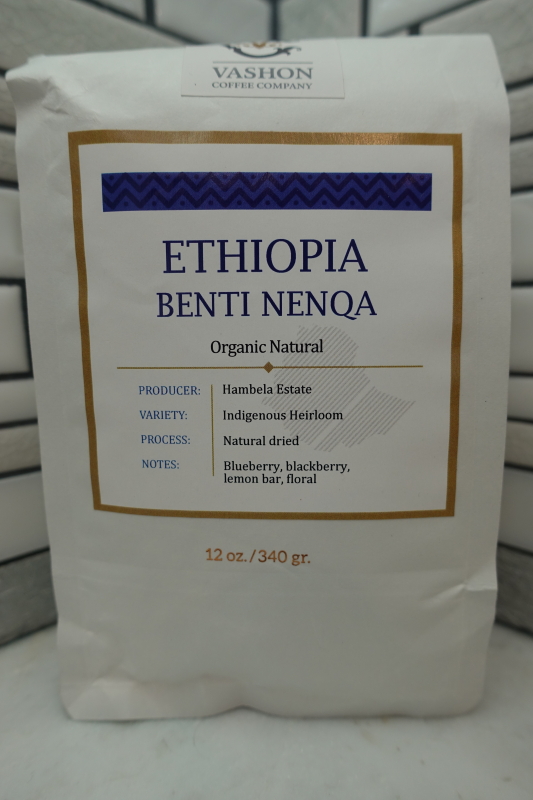 VASHON
COFFEE COMPANY
ETHIOPIA
BENTI NENQA
Organic Natural
PRODUCER: Hambela Estate
VARIETY: Indigenous Heirloom
PROCESS: Natural dried
NOTES: Blueberry, blackberry,
lemon bar, floral
12 oz./340 gr.